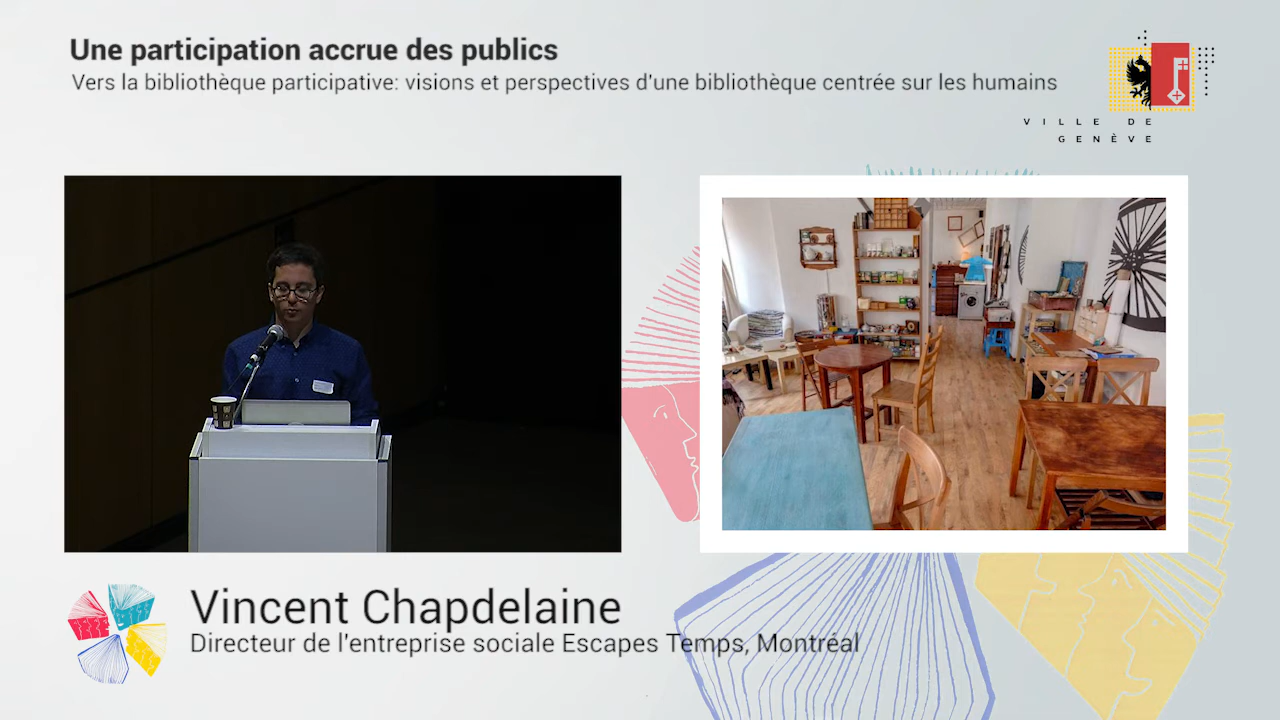 Une participation accrue des publics
Vers la bibliothèque participative: visions et perspectives d'une bibliothèque centrée sur les humains
VILLE DE
GENÈVE
Vincent Chapdelaine
Directeur de l'entreprise sociale Escapes Temps, Montréal